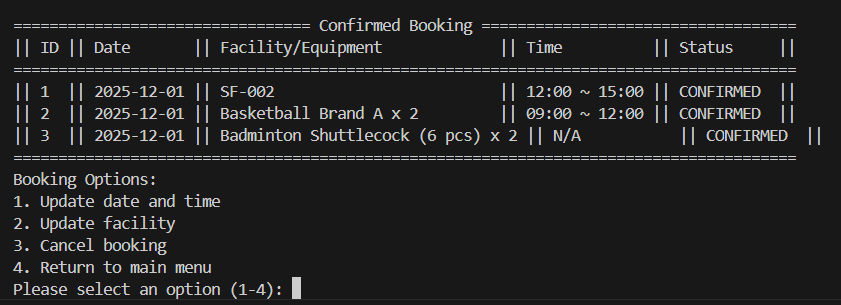 ================================= Confirmed Booking ===================================
|| ID || Date       || Facility/Equipment             || Time          || Status     ||
=======================================================================================
|| 1  || 2025-12-01 || SF-002                         || 12:00 ~ 15:00 || CONFIRMED  ||
|| 2  || 2025-12-01 || Basketball Brand A x 2         || 09:00 ~ 12:00 || CONFIRMED  ||
|| 3  || 2025-12-01 || Badminton Shuttlecock (6 pcs) x 2 || N/A           || CONFIRMED  ||
=======================================================================================
Booking Options:
1. Update date and time
2. Update facility
3. Cancel booking
4. Return to main menu
Please select an option (1-4):